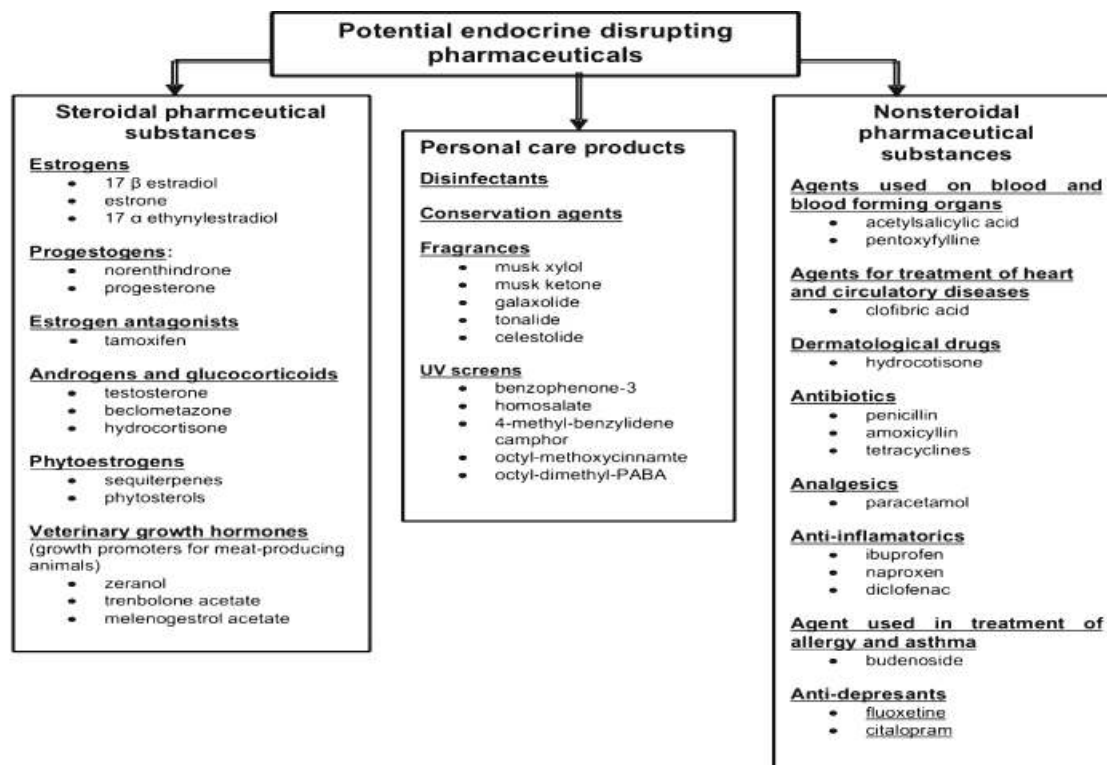 Potential endocrine disrupting
pharmaceuticals
Steroidal pharmceutical
substances
Estrogens
• 17 β estradiol
• estrone
• 17 α ethynylestradiol
Progestogens:
• norenthindrone
• progesterone
Estrogen antagonists
• tamoxifen
Androgens and glucocorticoids
• testosterone
• beclometazone
• hydrocortisone
Phytoestrogens
• sequiterpenes
• phytosterols
Veterinary growth hormones
(growth promoters for meat-producing
animals)
• zeranol
• trenbolone acetate
• melenogestrol acetate
Personal care products
Disinfectants
Conservation agents
Fragrances
• musk xylol
• musk ketone
• galaxolide
• tonalide
• celestolide
UV screens
• benzophenone-3
• homosalate
• 4-methyl-benzylidene
camphor
• octyl-methoxycinnamte
• octyl-dimethyl-PABA
Nonsteroidal
pharmaceutical
substances
Agents used on blood and
blood forming organs
• acetylsalicylic acid
• pentoxyfylline
Agents for treatment of heart
and circulatory diseases
• clofibric acid
Dermatological drugs
• hydrocotisone
Antibiotics
• penicillin
• amoxicyllin
• tetracyclines
Analgesics
• paracetamol
Anti-inflamatorics
• ibuprofen
• naproxen
• diclofenac
Agent used in treatment of
allergy and asthma
• budenoside
Anti-depresants
• fluoxetine
• citalopram